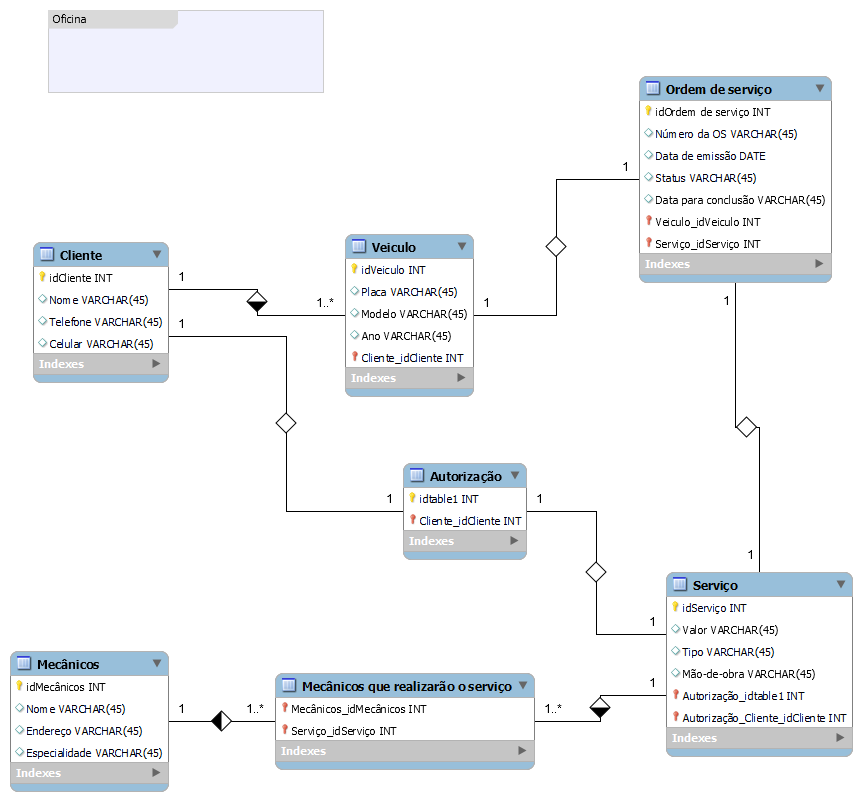 Oficina
Ordem de serviço
idOrdem de serviço INT
Número da OS VARCHAR(45)
Data de emissão DATE
Status VARCHAR(45)
Data para conclusão VARCHAR(45)
Veiculo_idVeiculo INT
Serviço_idServiço INT
Indexes
1
1
Cliente
idCliente INT
Nome VARCHAR(45)
Telefone VARCHAR(45)
Celular VARCHAR(45)
Indexes
1
1
1..*
Veiculo
idVeiculo INT
Placa VARCHAR(45)
Modelo VARCHAR(45)
Ano VARCHAR(45)
Cliente_idCliente INT
Indexes
1
1
Autorização
idtable1 INT
Cliente_idCliente INT
Indexes
1
1
1
1
Serviço
idServiço INT
Valor VARCHAR(45)
Tipo VARCHAR(45)
Mão-de-obra VARCHAR(45)
Autorização_idtable1 INT
Autorização_Cliente_idCliente INT
Indexes
Mecânicos
idMecânicos INT
Nome VARCHAR(45)
Endereço VARCHAR(45)
Especialidade VARCHAR(45)
Indexes
1
1..*
Mecânicos que realizarão o serviço
Mecânicos_idMecânicos INT
Serviço_idServiço INT
Indexes
1..*